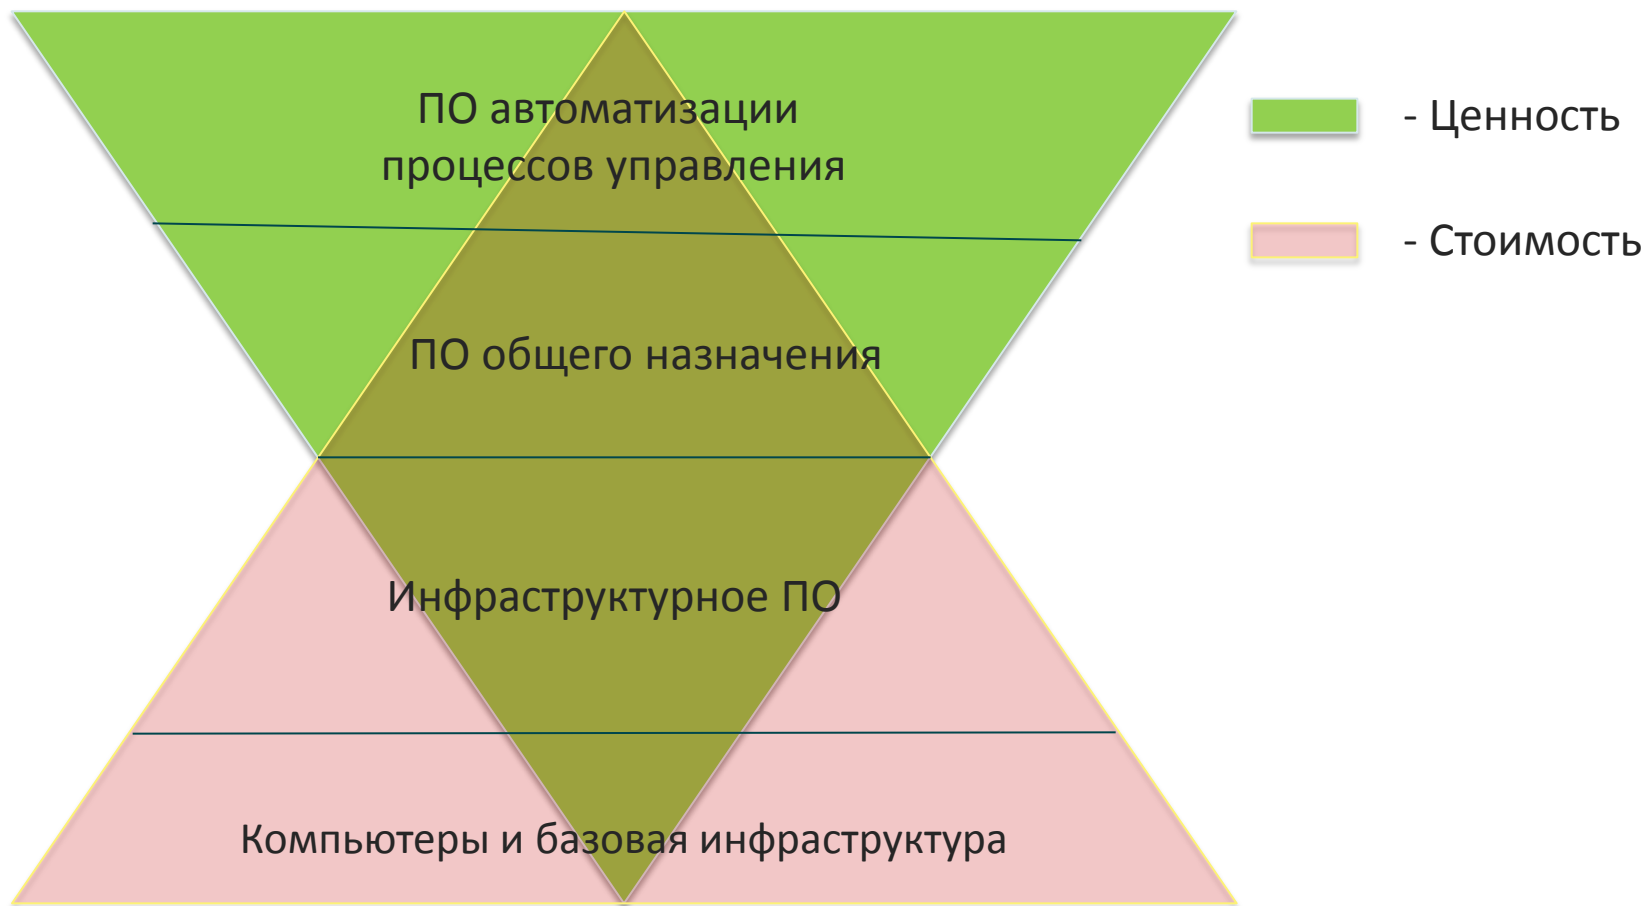 ПО автоматизации
процессов управления
- Ценность
- Стоимость
ПО общего назначения
Инфраструктурное ПО
Компьютеры и базовая инфраструктура